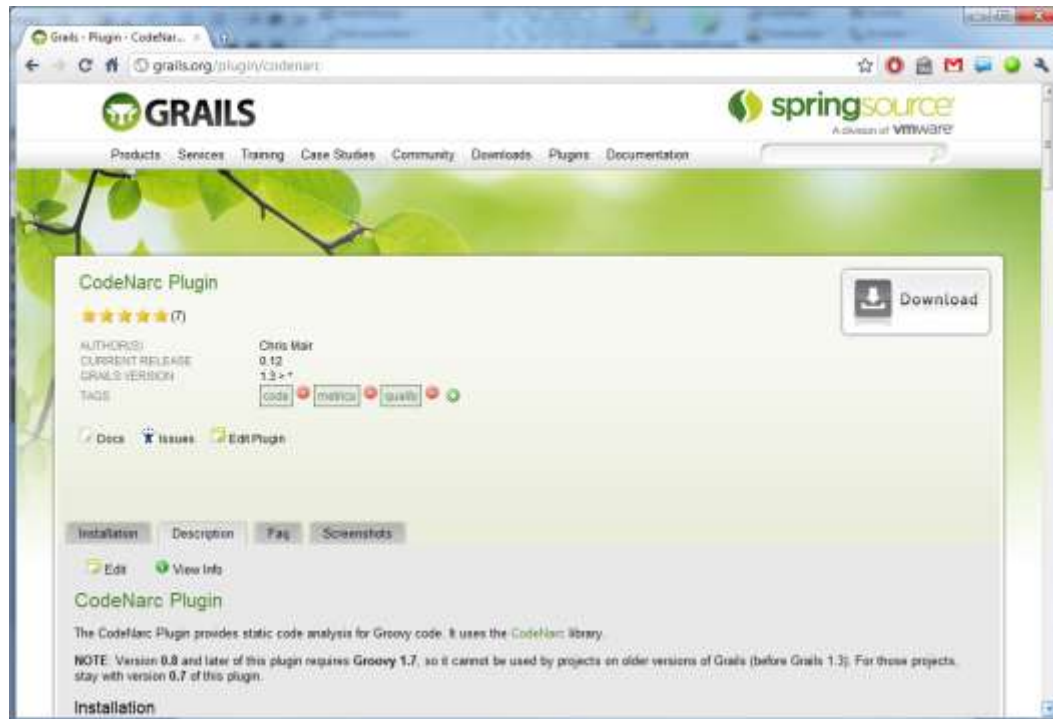 Grails - Plugin - CodeNar...
grails.org/plugin/codenarc
GRAILS
springsource
A division of vmware
Products Services Training Case Studies Community Downloads Plugins Documentation
CodeNarc Plugin
(7)
Download
AUTHOR(S) Chris Mair
CURRENT RELEASE 0.12
GRAILS VERSION 1.3 > *
TAGS code metrics quality
Docs Issues Edit Plugin
Installation Description Faq Screenshots
Edit View Info
CodeNarc Plugin
The CodeNarc Plugin provides static code analysis for Groovy code. It uses the CodeNarc library.
NOTE: Version 0.8 and later of this plugin requires Groovy 1.7, so it cannot be used by projects on older versions of Grails (before Grails 1.3). For those projects,
stay with version 0.7 of this plugin.
Installation